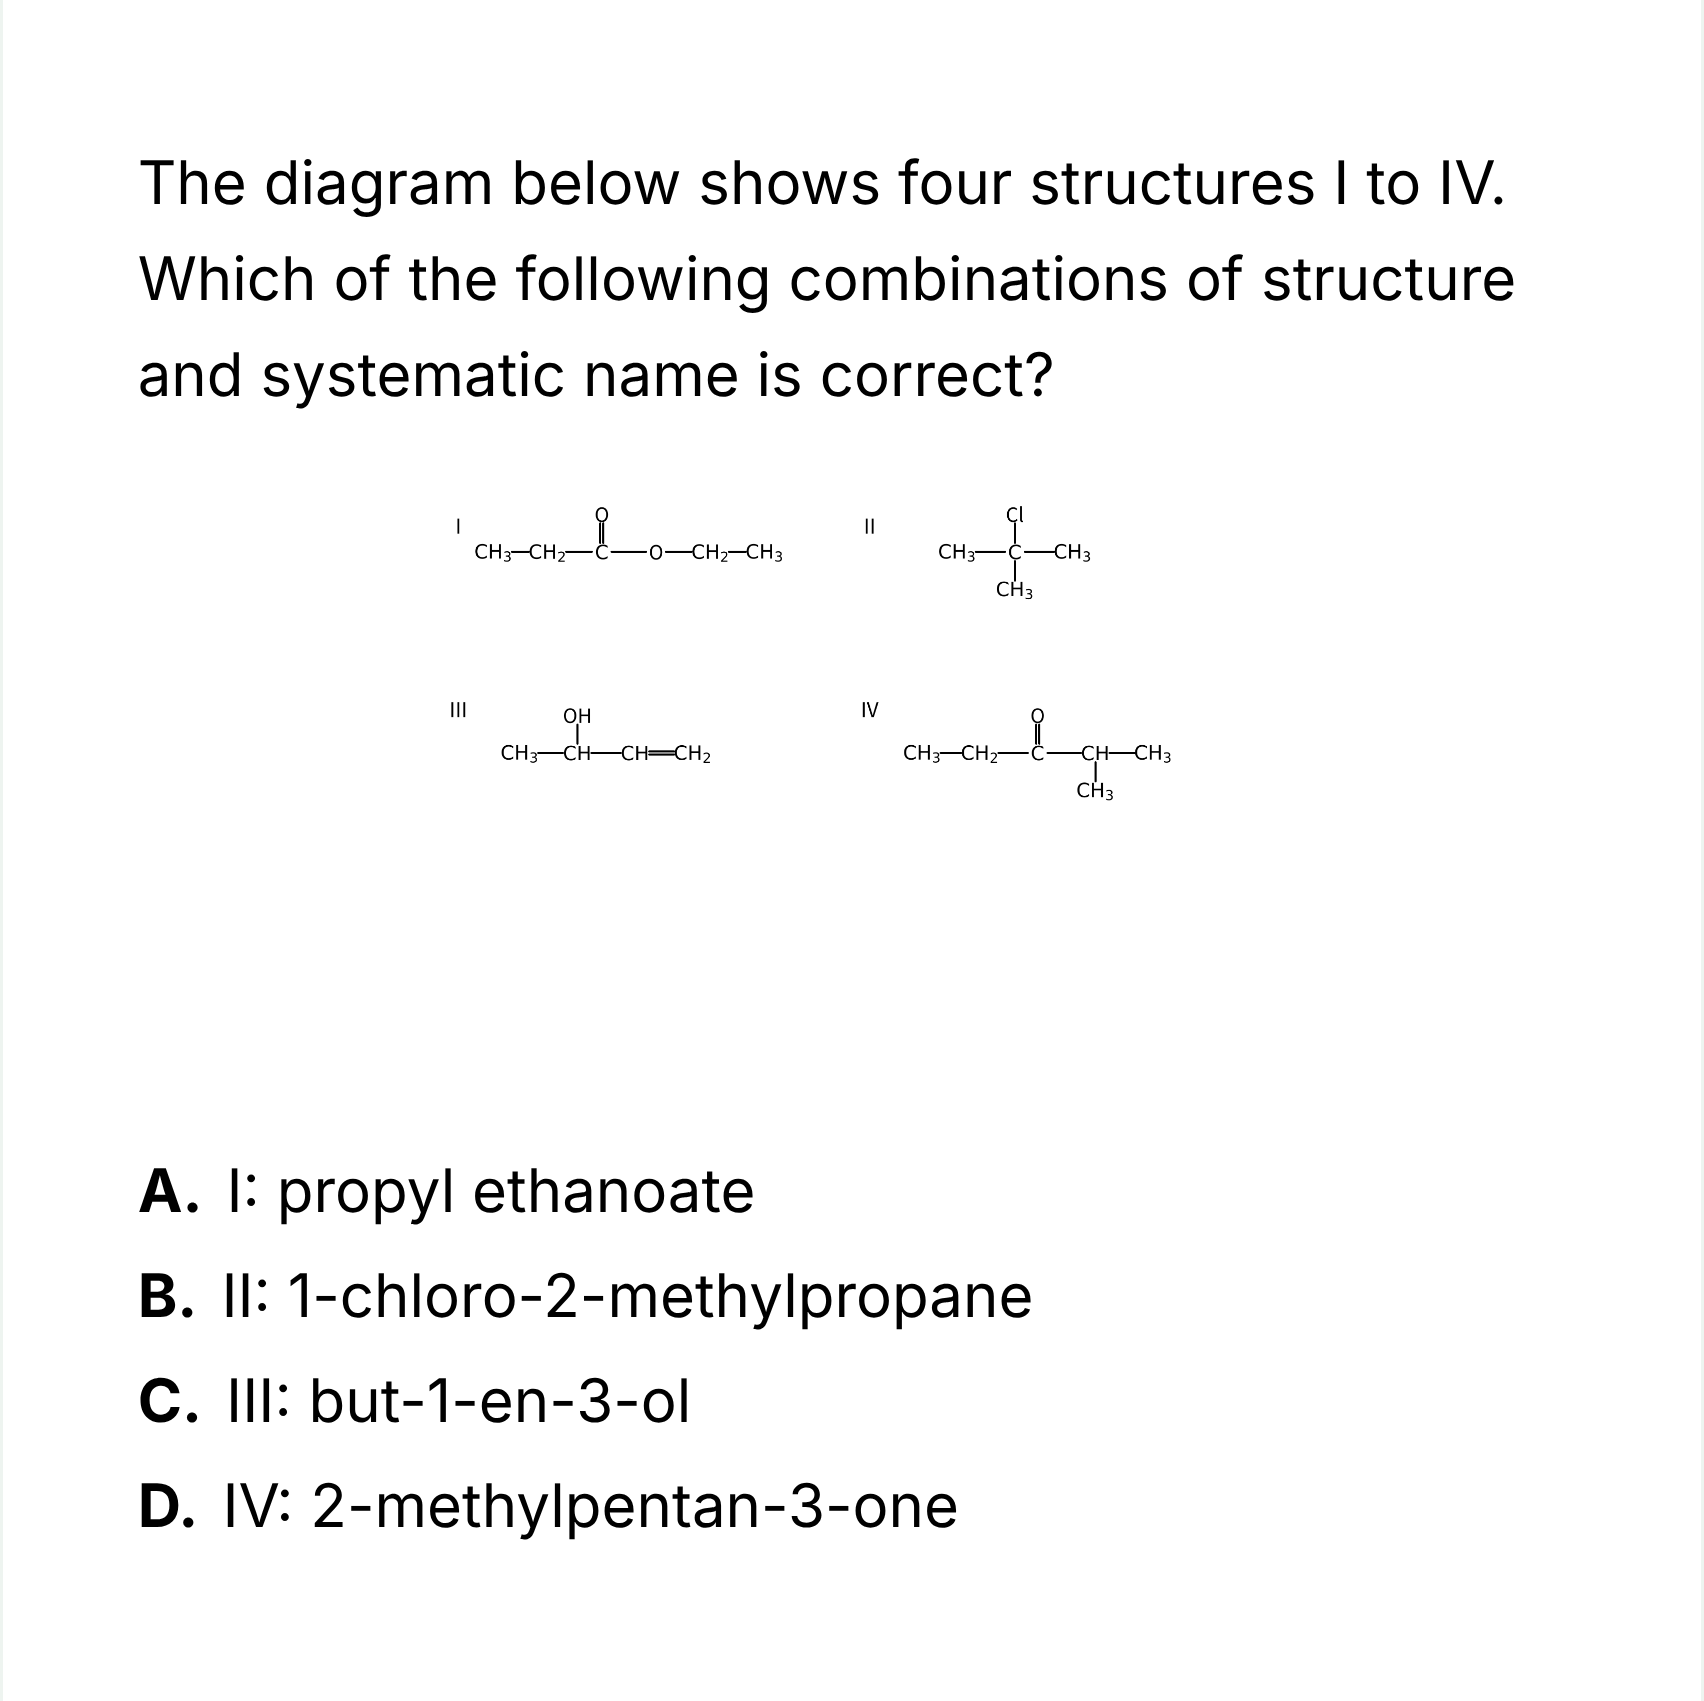 The diagram below shows four structures I to IV.
Which of the following combinations of structure
and systematic name is correct?
I
O
CH₃—CH₂—C—O—CH₂—CH₃
II
Cl
CH₃—C—CH₃
CH₃
III
OH
CH₃—CH—CH=CH₂
IV
O
CH₃—CH₂—C—CH—CH₃
CH₃
A. I: propyl ethanoate
B. II: 1-chloro-2-methylpropane
C. III: but-1-en-3-ol
D. IV: 2-methylpentan-3-one